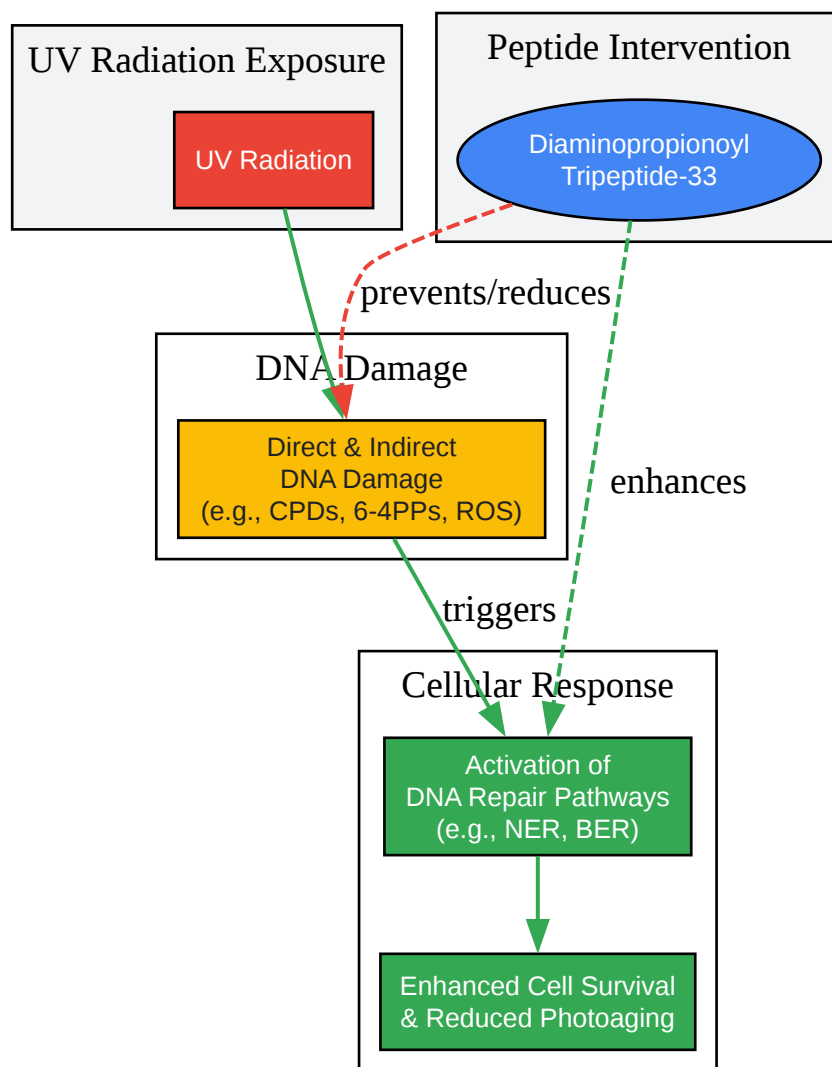 UV Radiation Exposure
UV Radiation
Peptide Intervention
Diaminopropionoyl
Tripeptide-33
prevents/reduces
DNA Damage
Direct & Indirect
DNA Damage
(e.g., CPDs, 6-4PPs, ROS)
enhances
triggers
Cellular Response
Activation of
DNA Repair Pathways
(e.g., NER, BER)
Enhanced Cell Survival
& Reduced Photoaging